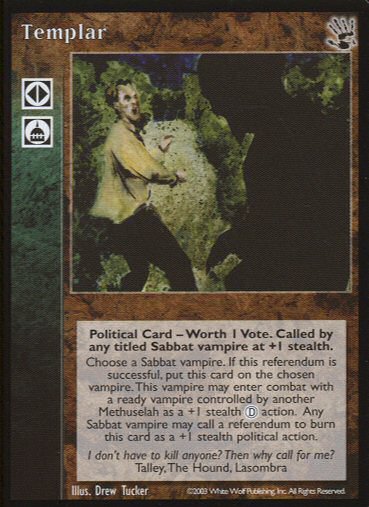 Templar
Political Card – Worth 1 Vote. Called by
any titled Sabbat vampire at +1 stealth.
Choose a Sabbat vampire. If this referendum is
successful, put this card on the chosen
vampire. This vampire may enter combat with
a ready vampire controlled by another
Methuselah as a +1 stealth Ⓓ action. Any
Sabbat vampire may call a referendum to burn
this card as a +1 stealth political action.
I don't have to kill anyone? Then why call for me?
Talley, The Hound, Lasombra
Illus. Drew Tucker
©2003 White Wolf Publishing, Inc. All Rights Reserved.